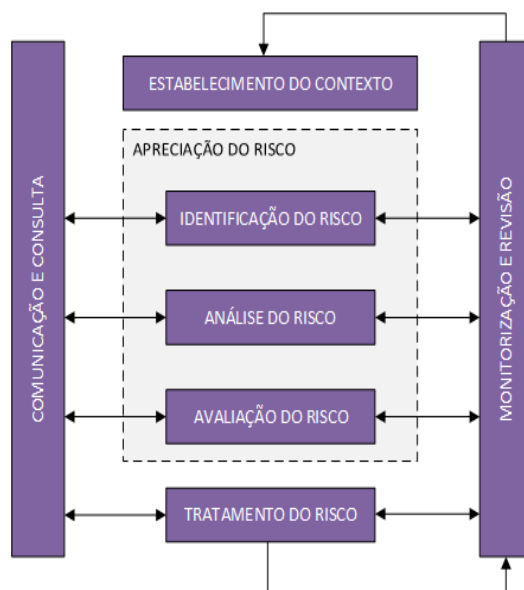 ESTABELECIMENTO DO CONTEXTO
APRECIAÇÃO DO RISCO
IDENTIFICAÇÃO DO RISCO
ANÁLISE DO RISCO
AVALIAÇÃO DO RISCO
TRATAMENTO DO RISCO
COMUNICAÇÃO E CONSULTA
MONITORIZAÇÃO E REVISÃO